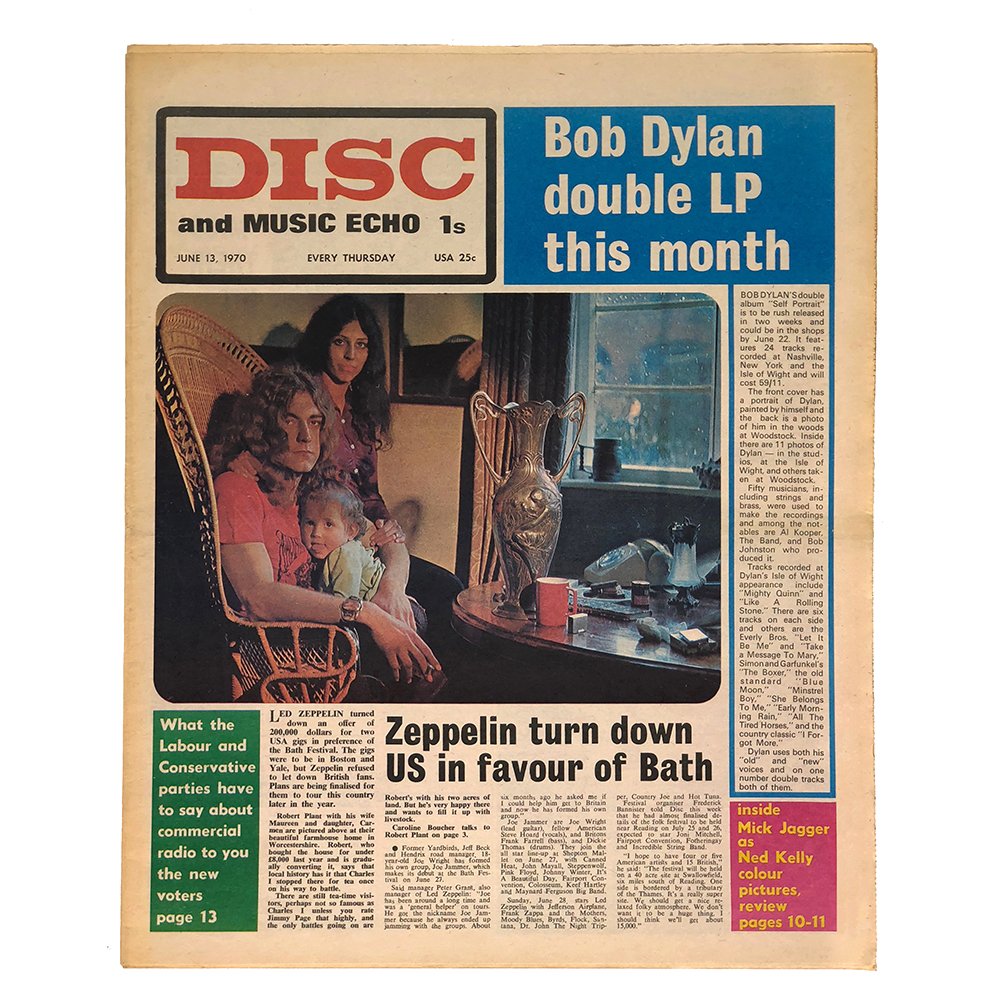 DISC
and MUSIC ECHO 1s
JUNE 13, 1970 EVERY THURSDAY USA 25c
Bob Dylan
double LP
this month
BOB DYLAN'S double
album "Self Portrait"
is to be rush released
in two weeks and
could be in the shops
by June 22. It feat-
ures 24 tracks re-
corded at Nashville,
New York and the
Isle of Wight and will
cost 59/11.
The front cover has
a portrait of Dylan,
painted by himself and
the back is a photo
of him in the woods
at Woodstock. Inside
there are 11 photos of
Dylan — in the stud-
ios, at the Isle of
Wight, and others tak-
en at Woodstock.
Fifty musicians, in-
cluding strings and
brass, were used to
make the recordings
and among the not-
ables are Al Kooper,
The Band, and Bob
Johnston who pro-
duced it.
Tracks recorded at
Dylan's Isle of Wight
appearance include
"Mighty Quinn" and
"Like A Rolling
Stone." There are six
tracks on each side
and others are the
Everly Bros. "Let It
Be Me" and "Take
a Message To Mary,"
Simon and Garfunkel's
"The Boxer," the old
standard "Blue
Moon," "Minstrel
Boy," "She Belongs
To Me," "Early Morn-
ing Rain," "All The
Tired Horses," and the
country classic "I For-
got More."
Dylan uses both his
"old" and "new"
voices and on one
number double tracks
both of them.
What the
Labour and
Conservative
parties have
to say about
commercial
radio to you
the new
voters
page 13
LED ZEPPELIN turned
down an offer of
200,000 dollars for two
USA gigs in preference of
the Bath Festival. The gigs
were to be in Boston and
Yale, but Zeppelin refused
to let down British fans.
Plans are being finalised for
them to tour this country
later in the year.
Robert Plant with his wife
Maureen and daughter, Car-
men are pictured above at their
beautiful farmhouse home in
Worcestershire. Robert, who
bought the house for under
£8,000 last year and is gradu-
ally converting it, says that
local history has it that Charles
I stopped there for tea once
on his way to battle.
There are still tea-time visi-
tors, perhaps not so famous as
Charles I unless you rate
Jimmy Page that highly, and
the only battles going on are
Zeppelin turn down
US in favour of Bath
Robert's with his two acres of
land. But he's very happy there
and wants to fill it up with
livestock.
Caroline Boucher talks to
Robert Plant on page 3.
● Former Yardbirds, Jeff Beck
and Hendrix road manager, 18-
year-old Joe Wright has formed
his own group, Joe Jammer, which
makes its debut at the Bath Fes-
tival on June 27.
Said manager Peter Grant, also
manager of Led Zeppelin: "Joe
has been around a long time and
was a 'general helper' on tours.
He got the nickname Joe Jam-
mer because he always ended up
jamming with the groups. About
six months ago he asked me if
I could help him get to Britain
and now he has formed his own
group."
Joe Jammer are Joe Wright
(lead guitar), fellow American
Steve Hoard (vocals), and Britons
Frank Farrell (bass), and Dickie
Thomas (drums). They join the
all star line-up at Shepton Mal-
let on June 27, with Canned
Heat, John Mayall, Steppenwolf,
Pink Floyd, Johnny Winter, It's
A Beautiful Day, Fairport Con-
vention, Colosseum, Keef Hartley
and Maynard Ferguson Big Band.
Sunday, June 28, stars Led
Zeppelin with Jefferson Airplane,
Frank Zappa and the Mothers,
Moody Blues, Byrds, Flock, San-
tana, Dr. John The Night Trip-
per, Country Joe and Hot Tuna.
Festival organiser Frederick
Bannister told Disc this week
that he had almost finalised de-
tails of the folk festival to be held
near Reading on July 25 and 26,
expected to star Joni Mitchell,
Fairport Convention, Fotheringay
and Incredible String Band.
"I hope to have four or five
American artists and 15 British,"
he said: "The festival will be held
on a 40 acre site at Swallowfield,
six miles south of Reading. One
side is bordered by a tributary
of the Thames. It's a really super
site. We should get a nice re-
laxed folky atmosphere. We don't
want it to be a huge thing. I
should think we'll get about
15,000."
inside
Mick Jagger
as
Ned Kelly
colour
pictures,
review
pages 10-11